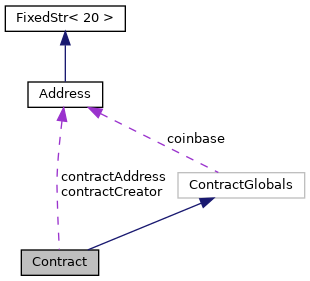 FixedStr< 20 >
Address
coinbase
contractAddress
contractCreator
ContractGlobals
Contract